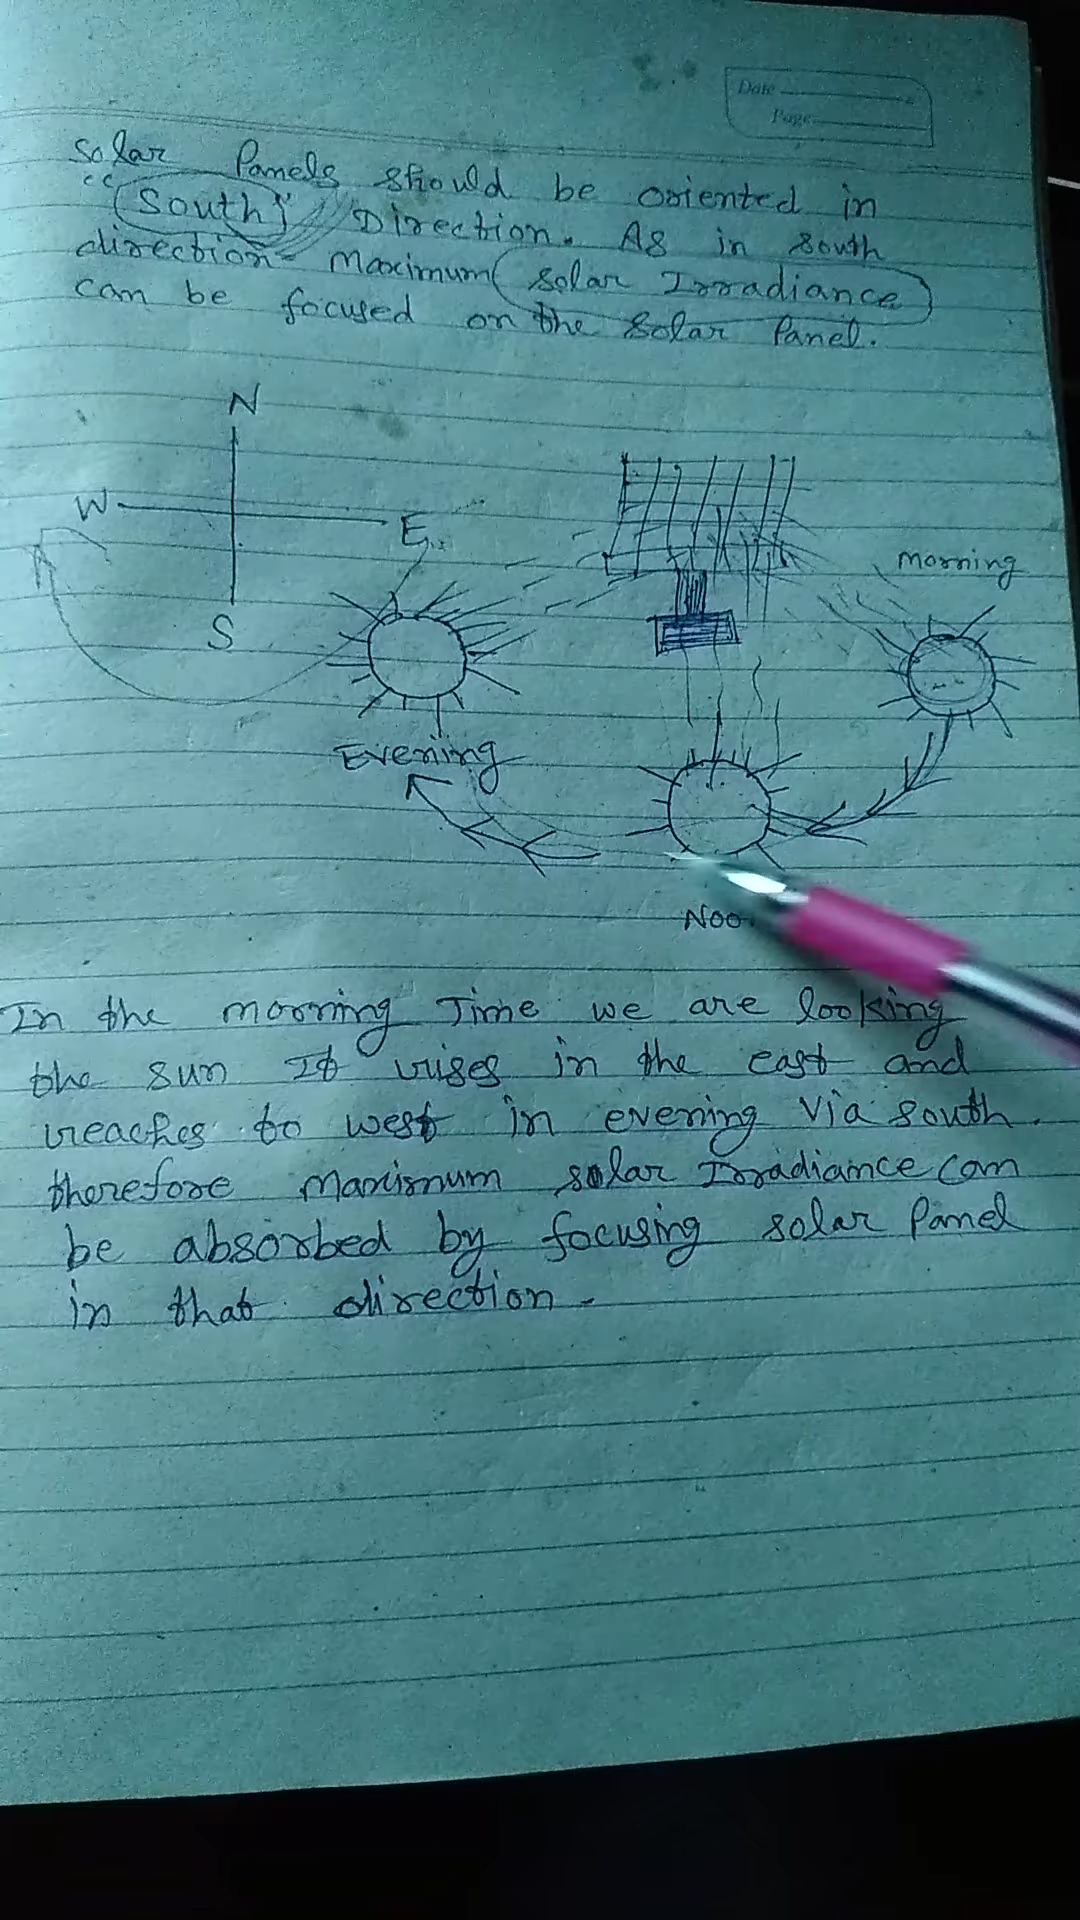 Date
Page
Solar Panels should be oriented in
"South" Direction. As in south
direction maximum (solar Irradiance)
can be focused on the solar Panel.
N
W
E
S
morning
Evening
Noo
In the morning Time we are looking
the sun It rises in the east and
reaches to west in evening via south.
therefore maximum solar Irradiance can
be absorbed by focusing solar Panel
in that direction.